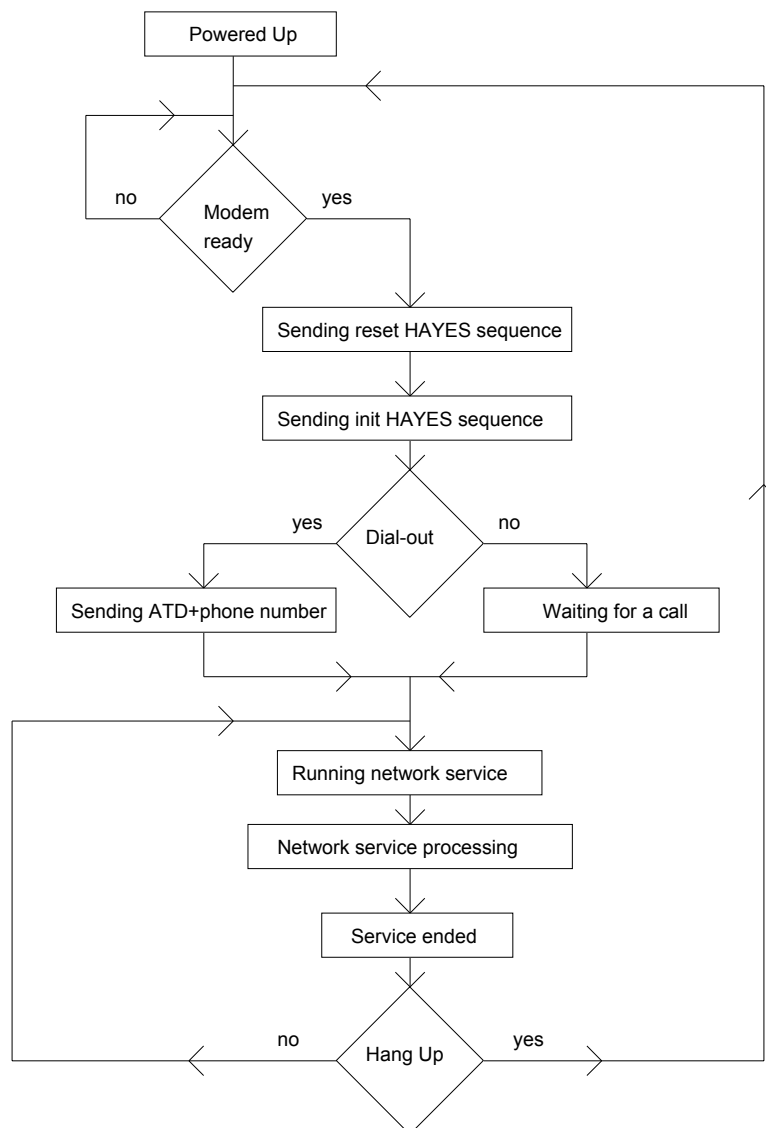 Powered Up
no
yes
Modem
ready
Sending reset HAYES sequence
Sending init HAYES sequence
yes
no
Dial-out
Sending ATD+phone number
Waiting for a call
Running network service
Network service processing
Service ended
no
yes
Hang Up